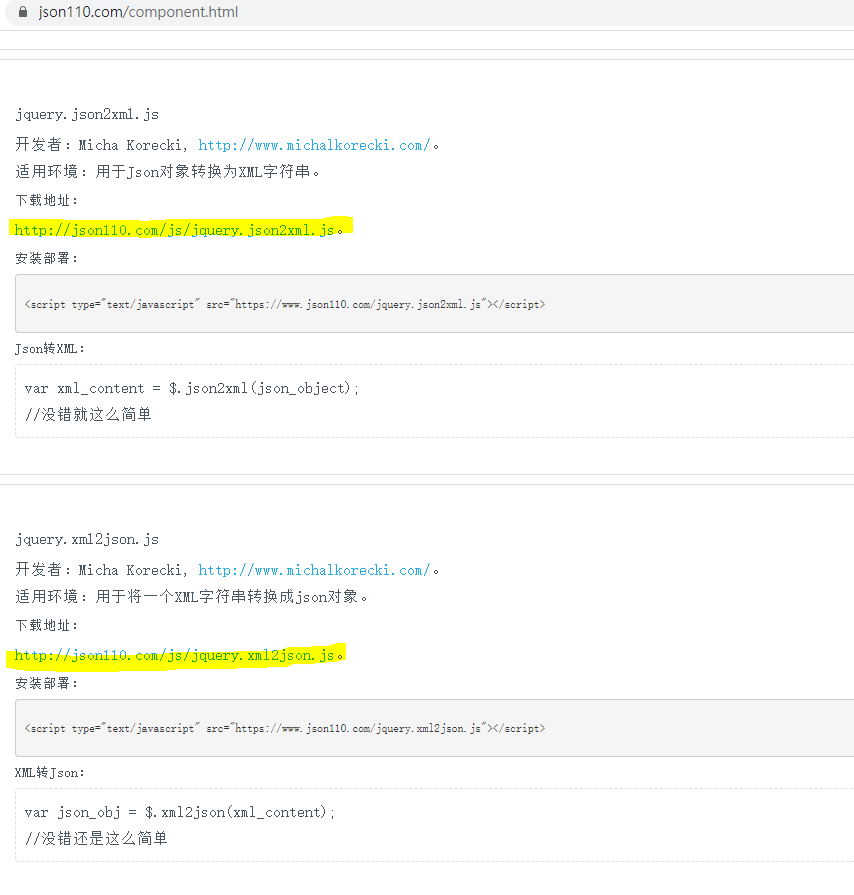 json110.com/component.html
jquery.json2xml.js
开发者：Micha Korecki, http://www.michalkorecki.com/。
适用环境：用于Json对象转换为XML字符串。
下载地址：
http://json110.com/js/jquery.json2xml.js。
安装部署：
<script type="text/javascript" src="https://www.json110.com/jquery.json2xml.js"></script>
Json转XML：
var xml_content = $.json2xml(json_object);
//没错就这么简单
jquery.xml2json.js
开发者：Micha Korecki, http://www.michalkorecki.com/。
适用环境：用于将一个XML字符串转换成json对象。
下载地址：
http://json110.com/js/jquery.xml2json.js。
安装部署：
<script type="text/javascript" src="https://www.json110.com/jquery.xml2json.js"></script>
XML转Json：
var json_obj = $.xml2json(xml_content);
//没错还是这么简单